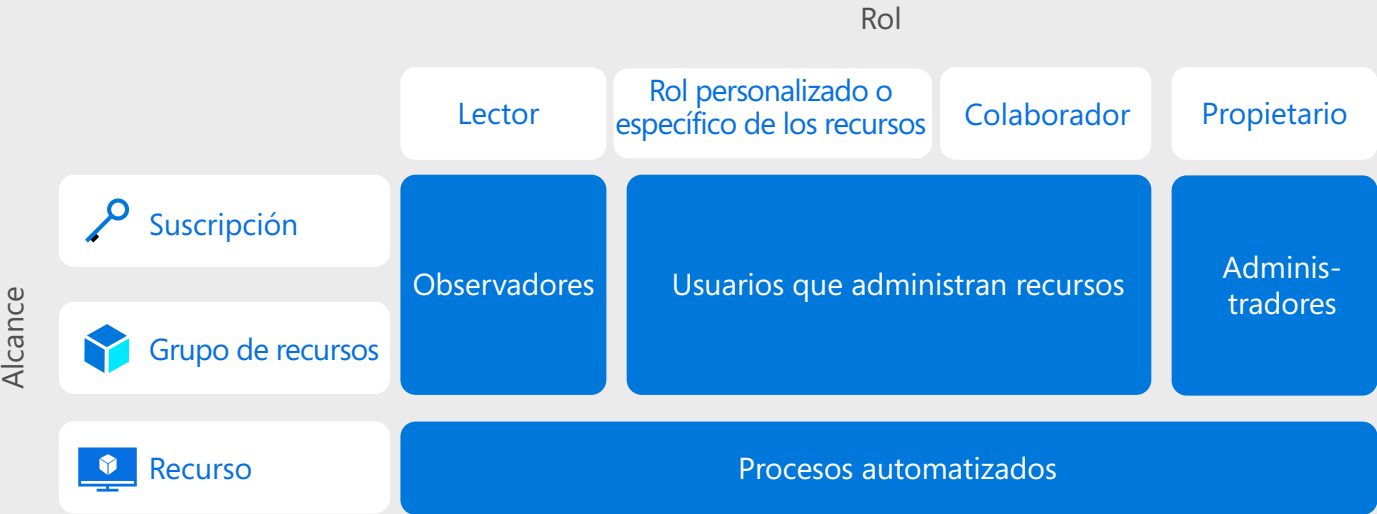 Rol
Lector
Rol personalizado o
específico de los recursos
Colaborador
Propietario
Alcance
Suscripción
Observadores
Usuarios que administran recursos
Adminis-
tradores
Grupo de recursos
Recurso
Procesos automatizados